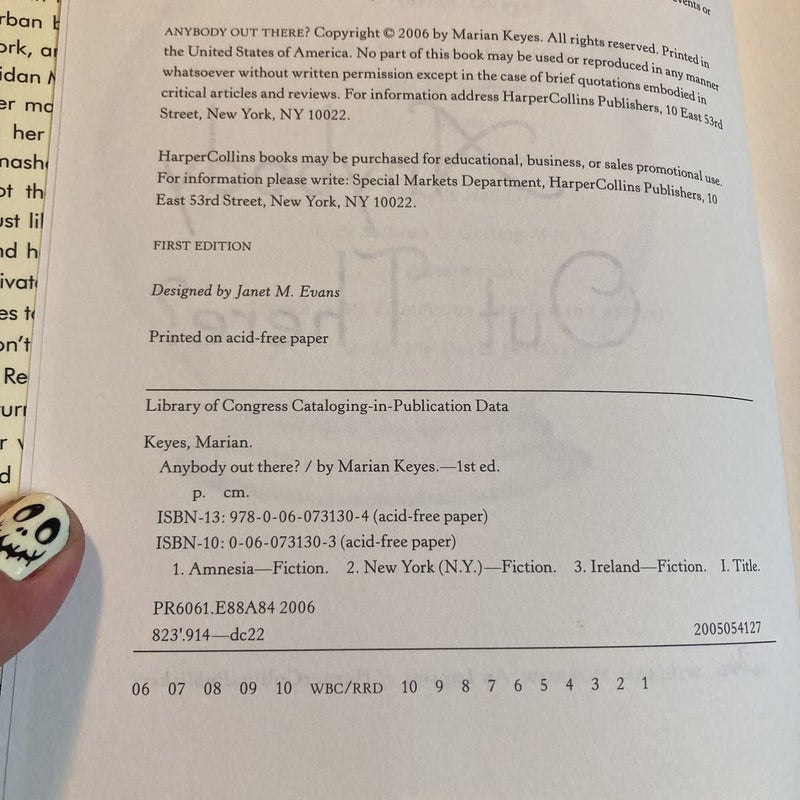 events or
ANYBODY OUT THERE? Copyright © 2006 by Marian Keyes. All rights reserved. Printed in
the United States of America. No part of this book may be used or reproduced in any manner
whatsoever without written permission except in the case of brief quotations embodied in
critical articles and reviews. For information address HarperCollins Publishers, 10 East 53rd
Street, New York, NY 10022.
HarperCollins books may be purchased for educational, business, or sales promotional use.
For information please write: Special Markets Department, HarperCollins Publishers, 10
East 53rd Street, New York, NY 10022.
FIRST EDITION
Designed by Janet M. Evans
Printed on acid-free paper
Library of Congress Cataloging-in-Publication Data
Keyes, Marian.
Anybody out there? / by Marian Keyes.—1st ed.
p. cm.
ISBN-13: 978-0-06-073130-4 (acid-free paper)
ISBN-10: 0-06-073130-3 (acid-free paper)
1. Amnesia—Fiction. 2. New York (N.Y.)—Fiction. 3. Ireland—Fiction. I. Title.
PR6061.E88A84 2006
823'.914—dc22 2005054127
06 07 08 09 10 WBC/RRD 10 9 8 7 6 5 4 3 2 1